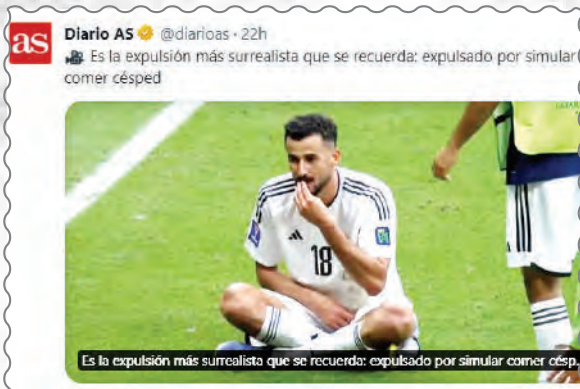 as
Diario AS @diarioas · 22h
Es la expulsión más surrealista que se recuerda: expulsado por simular
comer césped
18
Es la expulsión más surrealista que se recuerda: expulsado por simular comer césp...